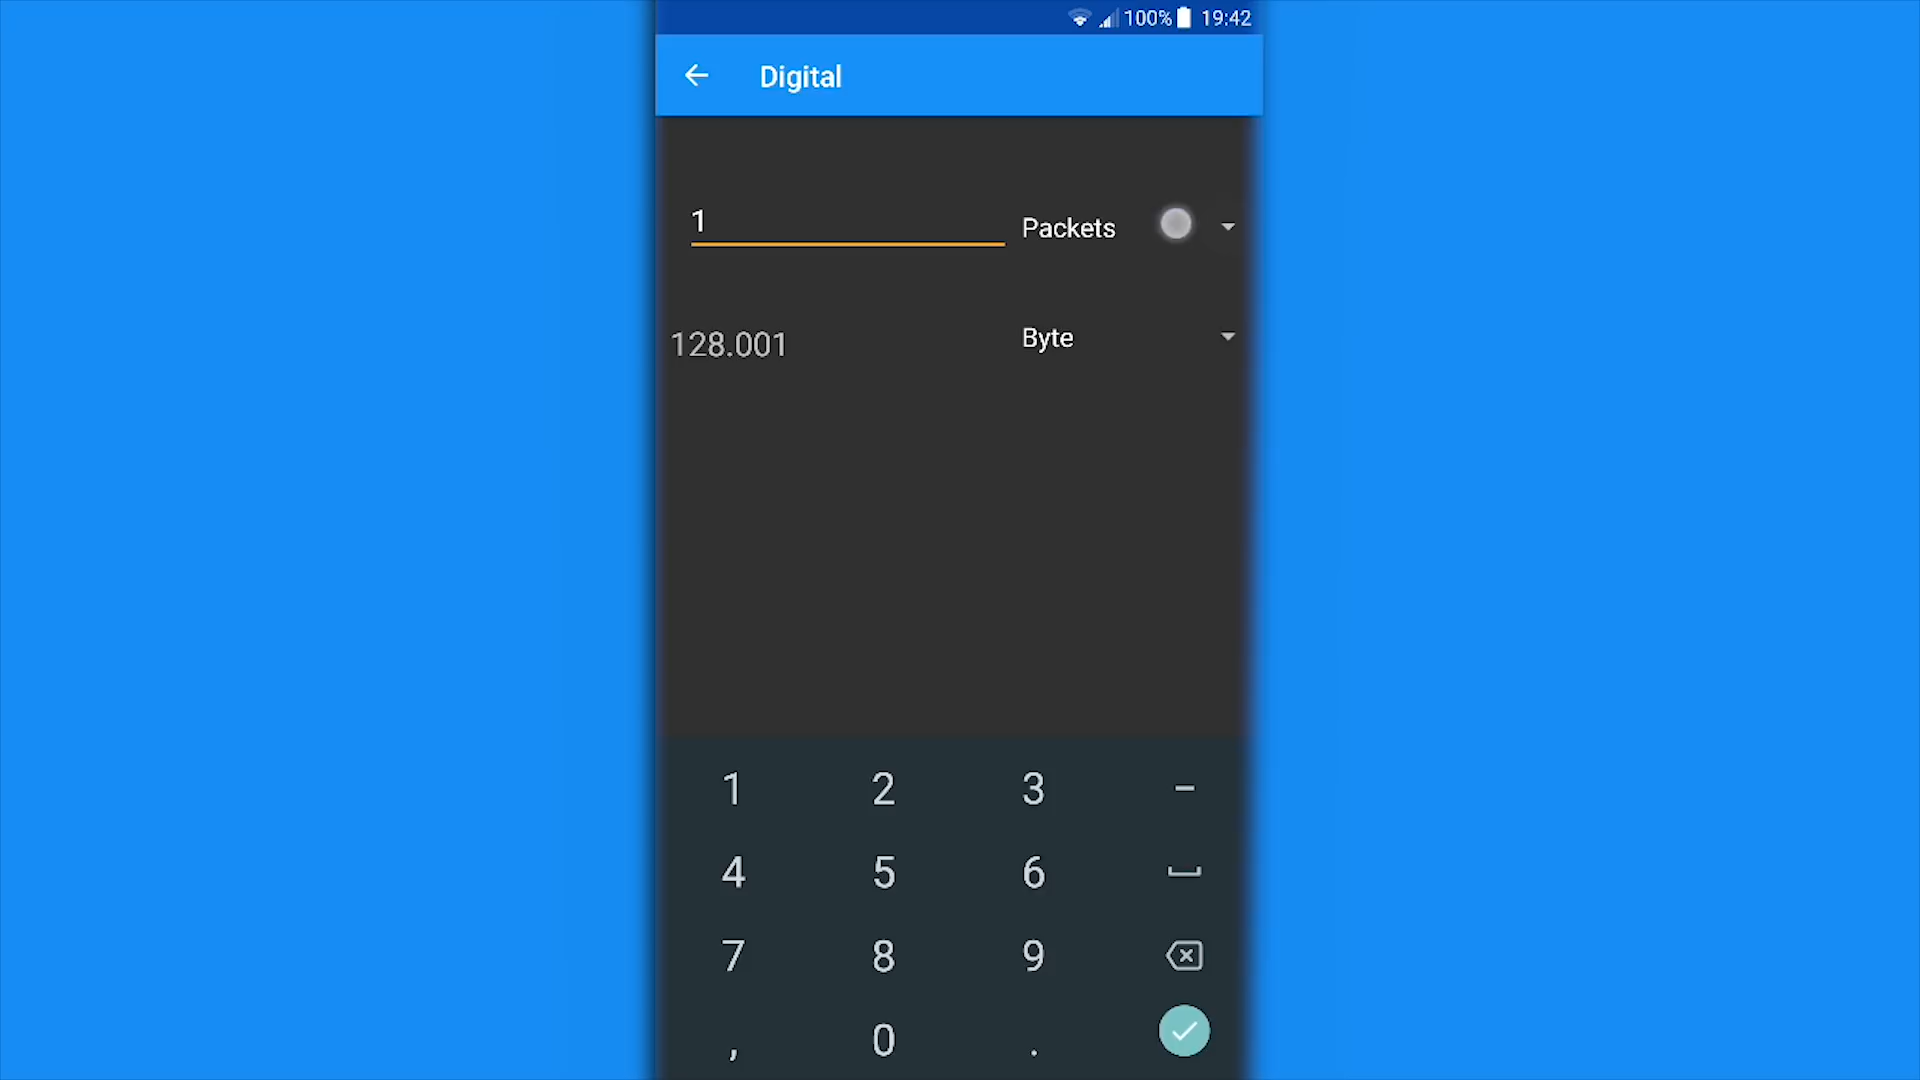 100% 19:42
Digital
1 Packets
128.001 Byte
1 2 3 -
4 5 6
7 8 9
, 0 .